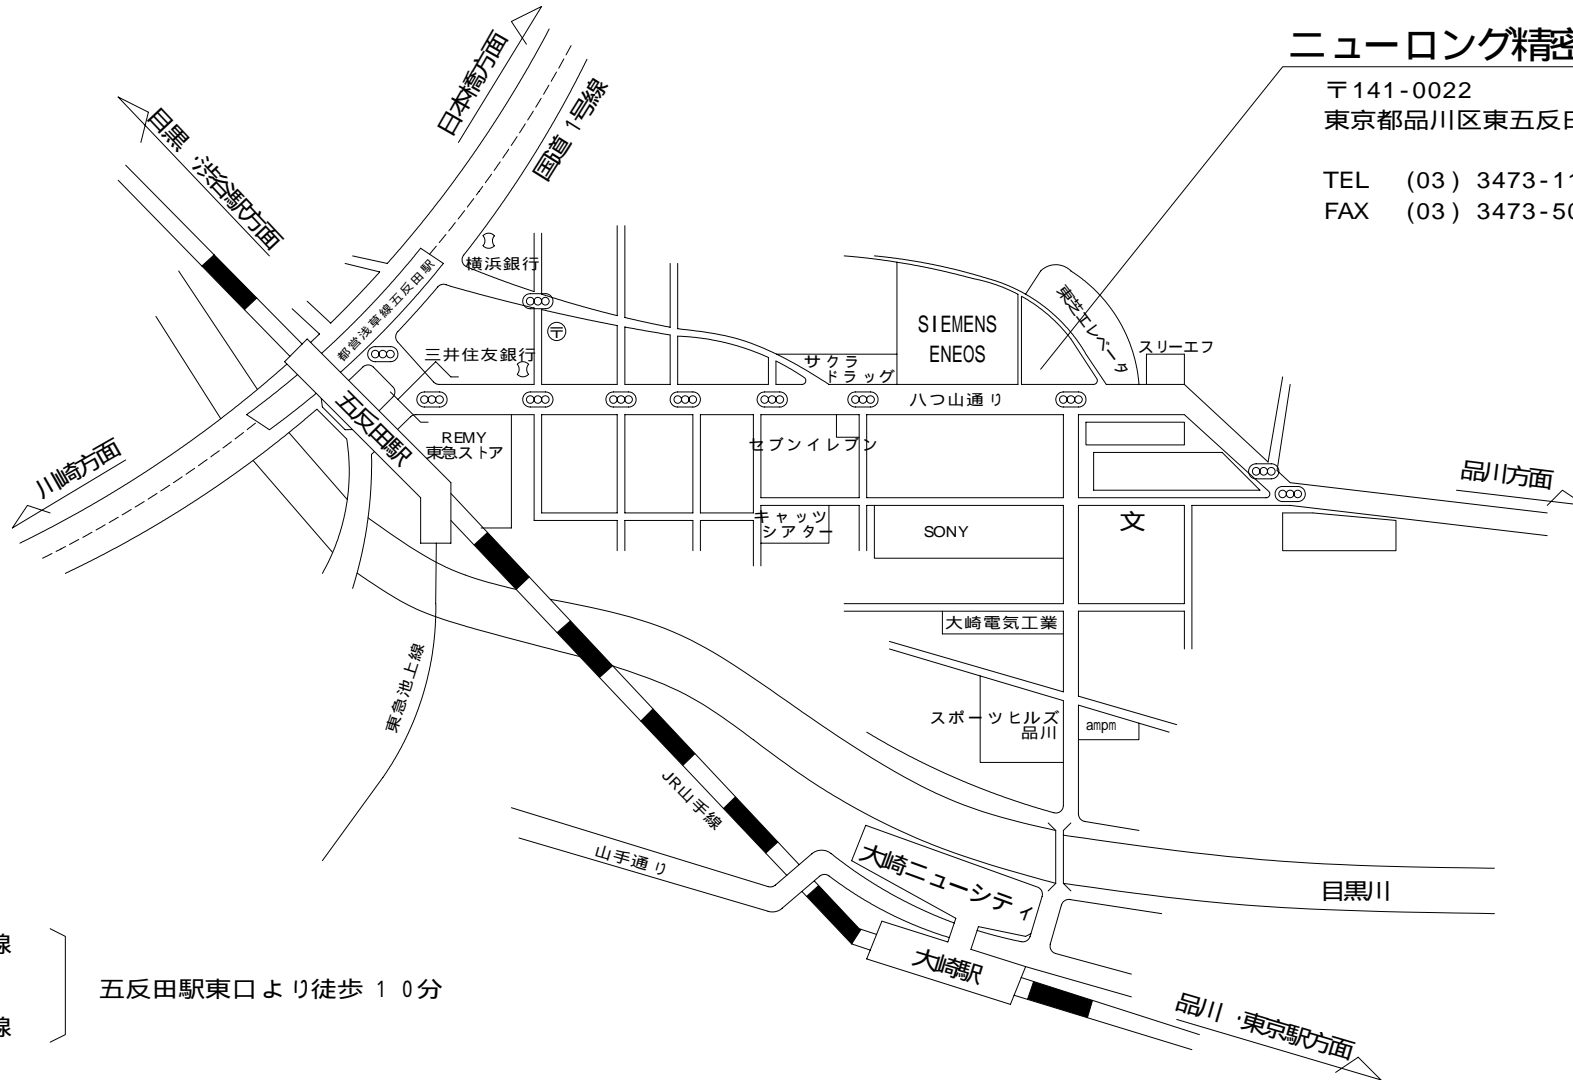 ニューロング精密
〒141-0022
東京都品川区東五反田
TEL (03) 3473-11
FAX (03) 3473-50
日本橋方面
国道 1号線
目黒・渋谷駅方面
都営浅草線五反田駅
横浜銀行
〒
三井住友銀行
五反田駅
REMY
東急ストア
川崎方面
サクラ
ドラッグ
SIEMENS
ENEOS
東芝エレベータ
スリーエフ
八つ山通り
セブンイレブン
品川方面
キャッツ
シアター
SONY
文
大崎電気工業
スポーツヒルズ
品川
ampm
東急池上線
JR山手線
山手通り
大崎ニューシティ
目黒川
大崎駅
品川・東京駅方面
線
五反田駅東口より徒歩 1 0分
線